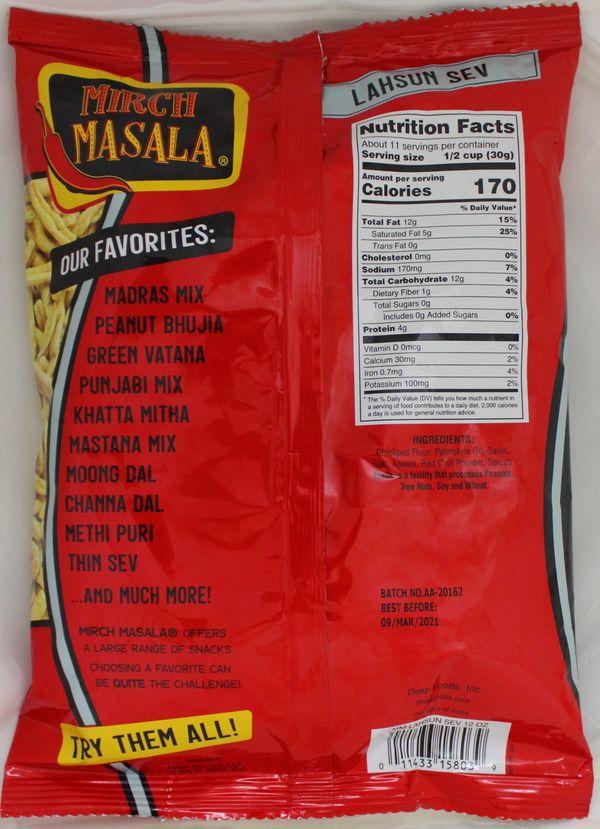 MIRCH
MASALA®
OUR FAVORITES:
MADRAS MIX
PEANUT BHUJIA
GREEN VATANA
PUNJABI MIX
KHATTA MITHA
MASTANA MIX
MOONG DAL
CHANNA DAL
METHI PURI
THIN SEV
...AND MUCH MORE!
MIRCH MASALA® OFFERS
A LARGE RANGE OF SNACKS.
CHOOSING A FAVORITE CAN
BE QUITE THE CHALLENGE!
TRY THEM ALL!
LAHSUN SEV
Nutrition Facts
About 11 servings per container
Serving size 1/2 cup (30g)
Amount per serving
Calories 170
% Daily Value*
Total Fat 12g 15%
Saturated Fat 5g 25%
Trans Fat 0g
Cholesterol 0mg 0%
Sodium 170mg 7%
Total Carbohydrate 12g 4%
Dietary Fiber 1g 4%
Total Sugars 0g
Includes 0g Added Sugars 0%
Protein 4g
Vitamin D 0mcg 0%
Calcium 30mg 2%
Iron 0.7mg 4%
Potassium 100mg 2%
* The % Daily Value (DV) tells you how much a nutrient in
a serving of food contributes to a daily diet. 2,000 calories
a day is used for general nutrition advice.
INGREDIENTS:
Chickpea Flour, Palmolein Oil, Garlic,
Salt, Ajwain, Red Chili Powder, Spices
in a facility that processes Peanuts,
Tree Nuts, Soy and Wheat.
BATCH NO.AA-20162
BEST BEFORE:
09/MAR/2021
Deep Foods, Inc.
MM LAHSUN SEV 12 OZ
0 11433 15803 9